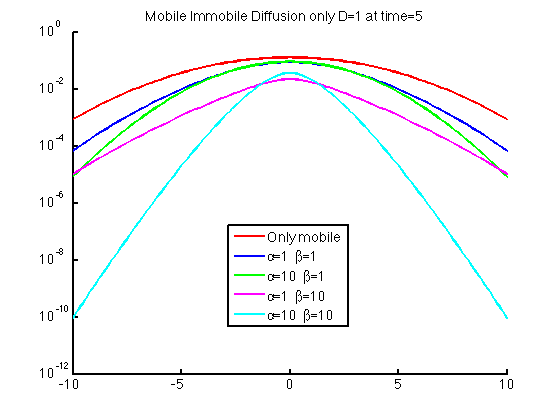 Mobile Immobile Diffusion only D=1 at time=5
10^0
10^-2
10^-4
10^-6
10^-8
10^-10
10^-12
Only mobile
α=1 β=1
α=10 β=1
α=1 β=10
α=10 β=10
-10 -5 0 5 10